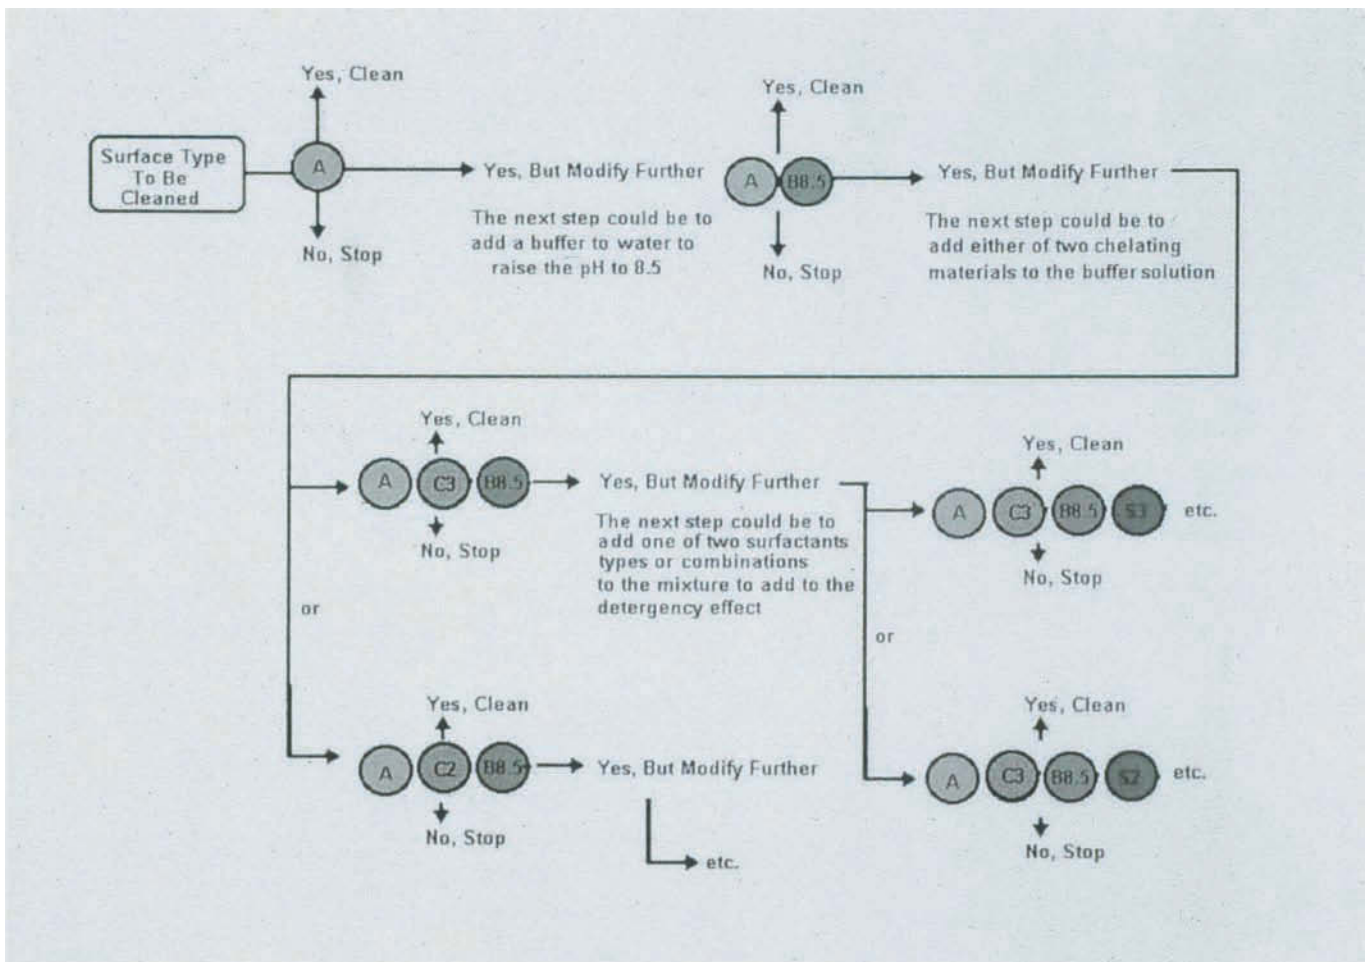 Yes, Clean
Surface Type
To Be
Cleaned
A
Yes, But Modify Further
No, Stop
The next step could be to
add a buffer to water to
raise the pH to 8.5
Yes, Clean
A B8.5
Yes, But Modify Further
No, Stop
The next step could be to
add either of two chelating
materials to the buffer solution
Yes, Clean
A C3 B8.5
Yes, But Modify Further
No, Stop
The next step could be to
add one of two surfactants
types or combinations
to the mixture to add to the
detergency effect
Yes, Clean
A C3 B8.5 S3 etc.
No, Stop
or
or
Yes, Clean
A C2 B8.5
Yes, But Modify Further
No, Stop
etc.
Yes, Clean
A C3 B8.5 S2 etc.
No, Stop